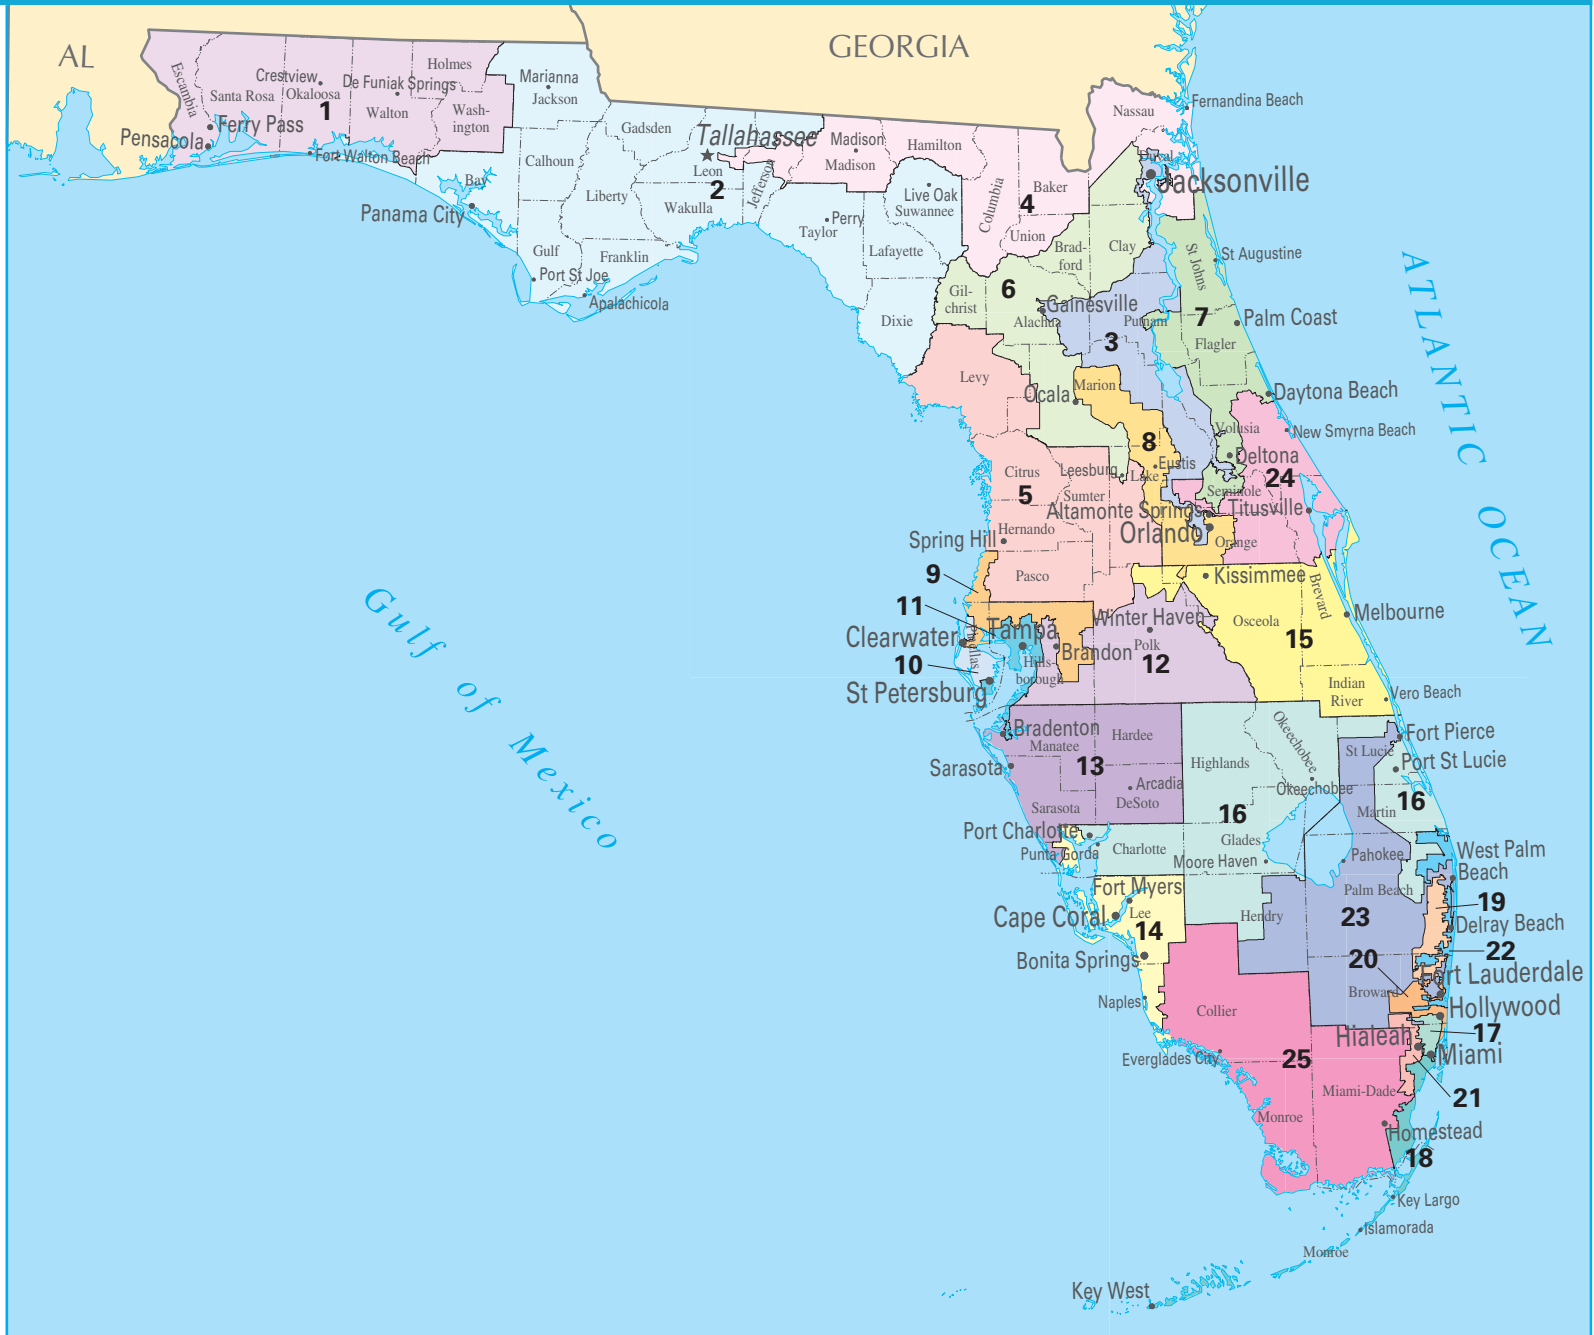 AL
GEORGIA
Escambia
Santa Rosa
Crestview
Okaloosa
1
De Funiak Springs
Walton
Holmes
Wash-
ington
Pensacola
Ferry Pass
Fort Walton Beach
Marianna
Jackson
Calhoun
Bay
Panama City
Gulf
Port St Joe
Apalachicola
Franklin
Liberty
Gadsden
Tallahassee
Leon
2
Wakulla
Jefferson
Madison
Madison
Taylor
Perry
Hamilton
Live Oak
Suwannee
Lafayette
Dixie
Columbia
Baker
4
Union
Nassau
Fernandina Beach
Duval
Jacksonville
Brad-
ford
Clay
St Johns
St Augustine
6
Gil-
christ
Alachua
Gainesville
Putnam
3
7
Palm Coast
Flagler
Levy
Marion
Ocala
Daytona Beach
Volusia
New Smyrna Beach
8
Deltona
Eustis
Leesburg
Lake
24
Citrus
5
Sumter
Seminole
Altamonte Springs
Titusville
Hernando
Spring Hill
Orlando
Orange
Pasco
9
Kissimmee
Brevard
11
Melbourne
Clearwater
Pinellas
Tampa
Winter Haven
Osceola
15
10
Hills-
borough
Brandon
Polk
12
St Petersburg
Indian
River
Vero Beach
Bradenton
Manatee
Hardee
Okeechobee
Fort Pierce
St Lucie
Port St Lucie
Sarasota
13
Highlands
Arcadia
DeSoto
Okeechobee
Sarasota
16
Martin
16
Port Charlotte
Punta Gorda
Charlotte
Glades
Moore Haven
Pahokee
West Palm
Beach
Fort Myers
Palm Beach
19
Cape Coral
Lee
14
Hendry
23
Delray Beach
22
Bonita Springs
20
Fort Lauderdale
Naples
Collier
Broward
Hollywood
Hialeah
17
Everglades City
25
Miami
Miami-Dade
21
Monroe
Homestead
18
Key Largo
Islamorada
Monroe
Key West
Gulf of Mexico
ATLANTIC OCEAN